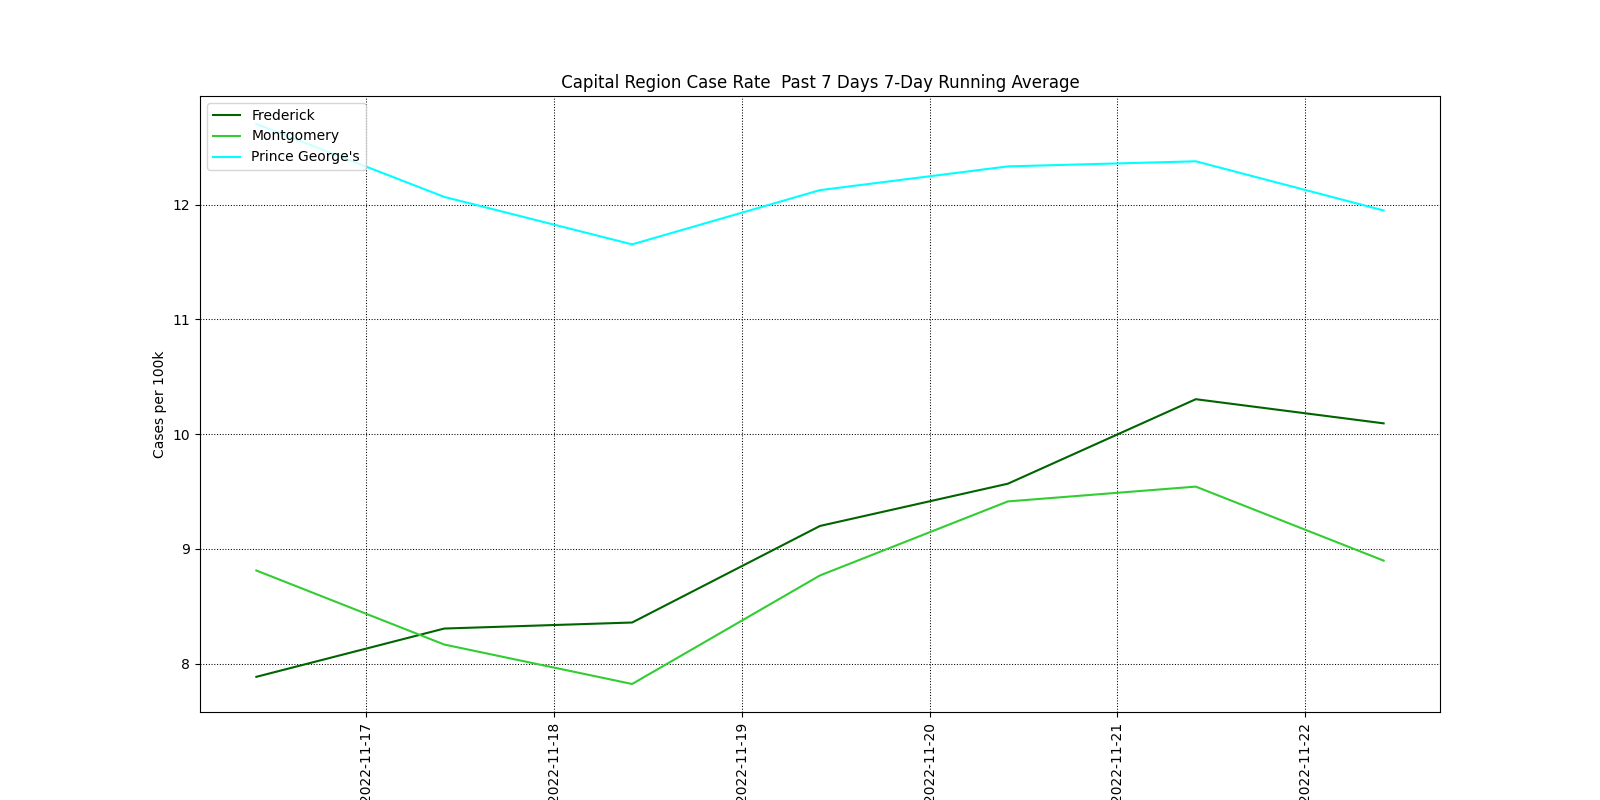 Capital Region Case Rate  Past 7 Days 7-Day Running Average
Frederick
Montgomery
Prince George's
12
11
10
9
8
Cases per 100k
2022-11-17
2022-11-18
2022-11-19
2022-11-20
2022-11-21
2022-11-22